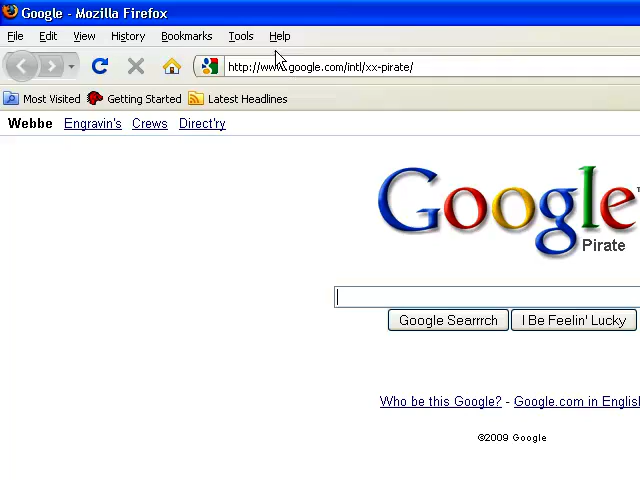 Google - Mozilla Firefox
File Edit View History Bookmarks Tools Help
http://www.google.com/intl/xx-pirate/
Most Visited Getting Started Latest Headlines
Webbe Engravin's Crews Direct'ry
Google
Pirate
Google Searrrch I Be Feelin' Lucky
Who be this Google? - Google.com in English
©2009 Google